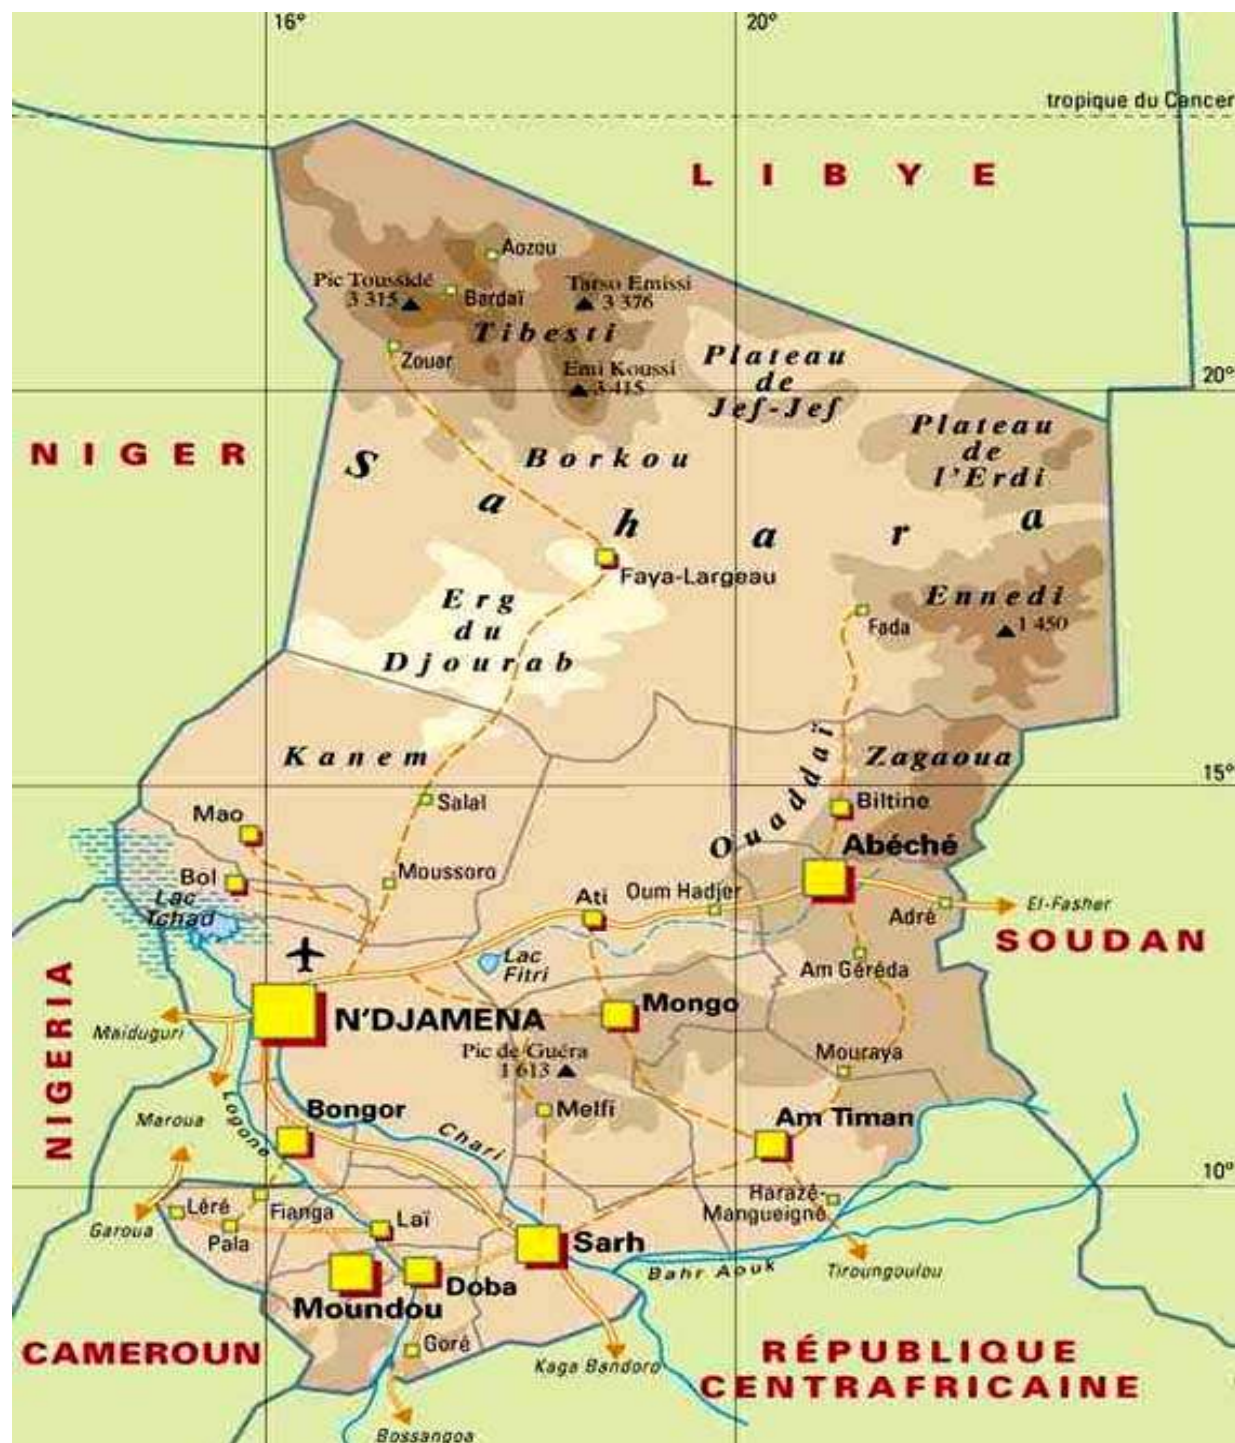 16°
20°
tropique du Cancer
LIBYE
Aozou
Pic Toussidé
3 315
Bardaï
Tarso Emissi
3 376
Tibesti
Zouar
Emi Koussi
3 415
Plateau
de
Jef-Jef
20°
Plateau
de
l'Erdi
NIGER
Borkou
Sahara
Faya-Largeau
Erg
du
Djourab
Ennedi
1 450
Fada
Kanem
Ouaddaï
Zagaoua
15°
Salal
Biltine
Mao
Abéché
Bol
Moussoro
Lac
Tchad
Ati
Oum Hadjer
Adré
El-Fasher
SOUDAN
Lac
Fitri
Am Géréda
NIGERIA
N'DJAMENA
Mongo
Maiduguri
Pic de Guéra
1 613
Mouraya
Maroua
Logone
Bongor
Chari
Melfi
Am Timan
10°
Léré
Fianga
Garoua
Pala
Laï
Sarh
Harazé-
Mangueigne
Bahr Aouk
Tiroungoulou
Moundou
Doba
Goré
CAMEROUN
Kaga Bandoro
RÉPUBLIQUE
CENTRAFRICAINE
Bossangoa